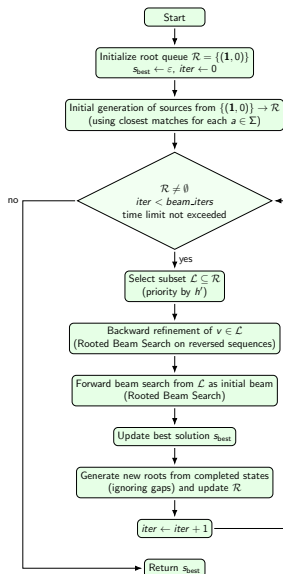 Start
Initialize root queue ℛ = {(1, 0)}
s_best ← ε, iter ← 0
Initial generation of sources from {(1, 0)} → ℛ
(using closest matches for each a ∈ Σ)
ℛ ≠ ∅
iter < beam_iters
time limit not exceeded
no
yes
Select subset ℒ ⊆ ℛ
(priority by h′)
Backward refinement of v ∈ ℒ
(Rooted Beam Search on reversed sequences)
Forward beam search from ℒ as initial beam
(Rooted Beam Search)
Update best solution s_best
Generate new roots from completed states
(ignoring gaps) and update ℛ
iter ← iter + 1
Return s_best